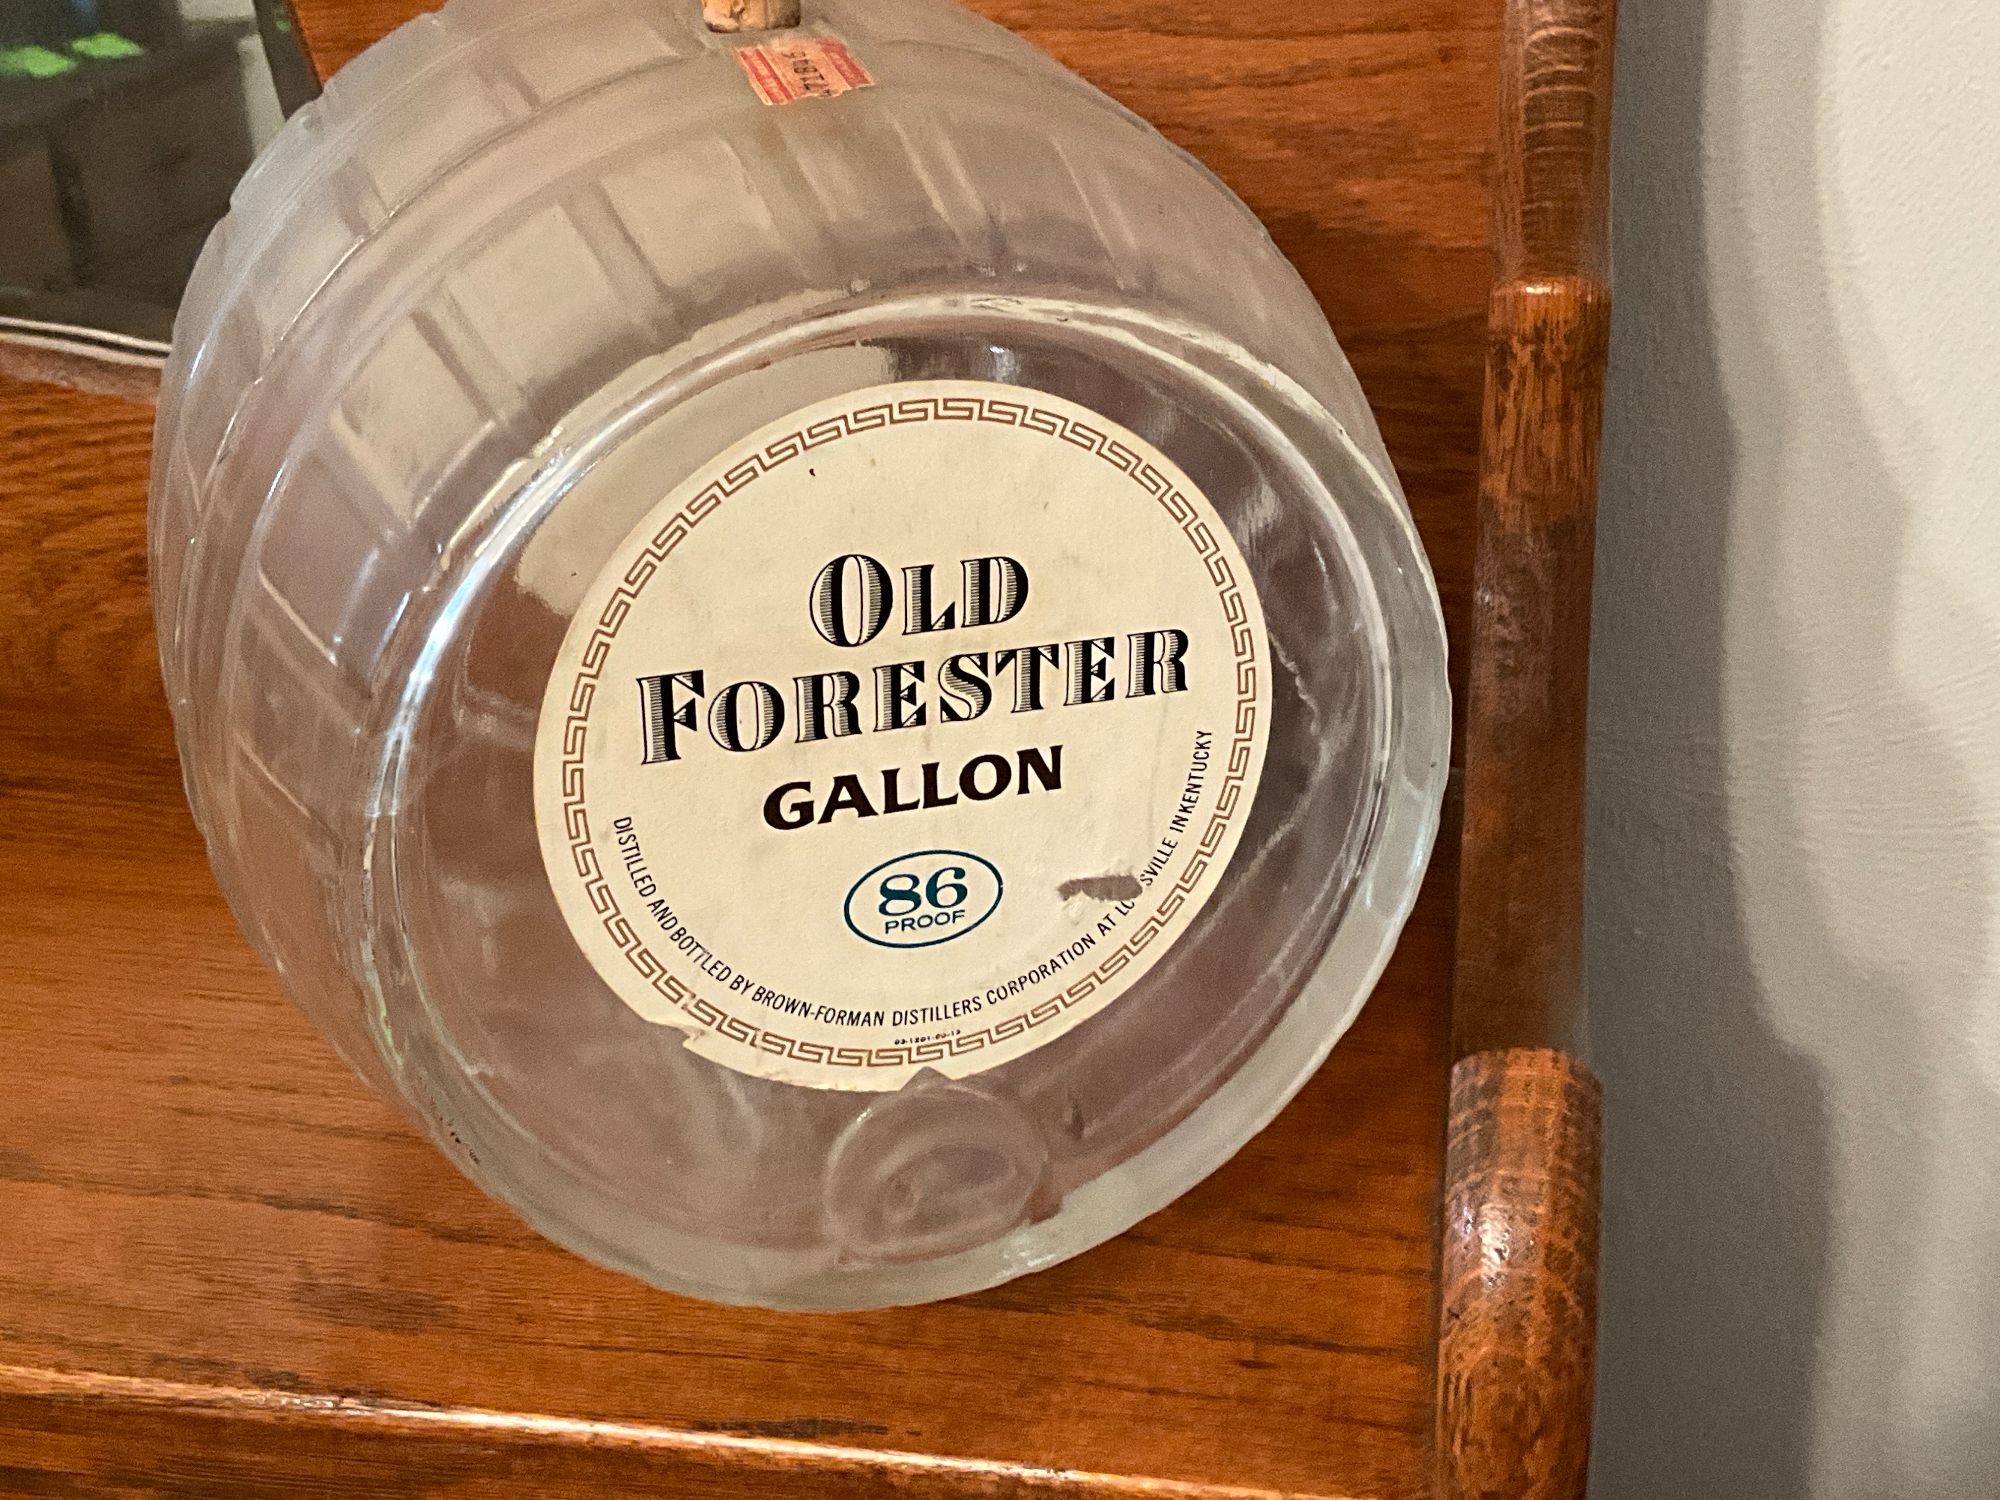 OLD
FORESTER
GALLON
86
PROOF
DISTILLED AND BOTTLED BY BROWN-FORMAN DISTILLERS CORPORATION AT LO SVILLE IN KENTUCKY